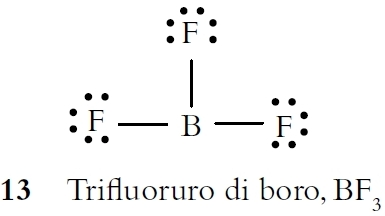 F
F B F
13 Trifluoruro di boro, BF₃